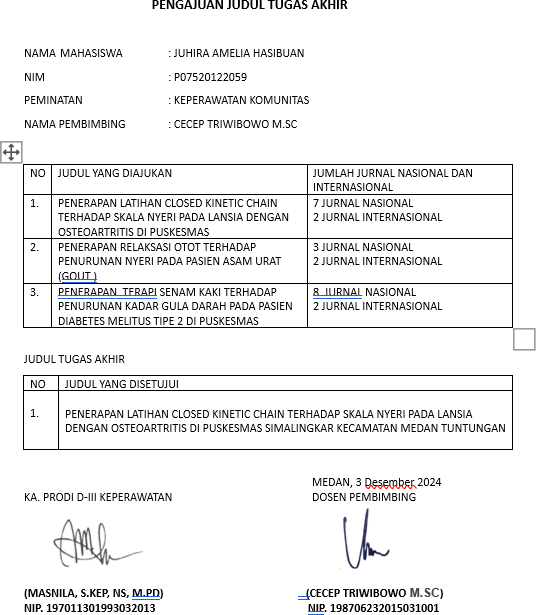 PENGAJUAN JUDUL TUGAS AKHIR
NAMA MAHASISWA : JUHIRA AMELIA HASIBUAN
NIM : P07520122059
PEMINATAN : KEPERAWATAN KOMUNITAS
NAMA PEMBIMBING : CECEP TRIWIBOWO M.SC
NO JUDUL YANG DIAJUKAN JUMLAH JURNAL NASIONAL DAN
INTERNASIONAL
1. PENERAPAN LATIHAN CLOSED KINETIC CHAIN 7 JURNAL NASIONAL
TERHADAP SKALA NYERI PADA LANSIA DENGAN 2 JURNAL INTERNASIONAL
OSTEOARTITIS DI PUSKESMAS
2. PENERAPAN RELAKSASI OTOT TERHADAP 3 JURNAL NASIONAL
PENURUNAN NYERI PADA PASIEN ASAM URAT 2 JURNAL INTERNASIONAL
(GOUT )
3. PENERAPAN TERAPI SENAM KAKI TERHADAP 8 JURNAL NASIONAL
PENURUNAN KADAR GULA DARAH PADA PASIEN 2 JURNAL INTERNASIONAL
DIABETES MELITUS TIPE 2 DI PUSKESMAS
JUDUL TUGAS AKHIR
NO JUDUL YANG DISETUJUI
1. PENERAPAN LATIHAN CLOSED KINETIC CHAIN TERHADAP SKALA NYERI PADA LANSIA
DENGAN OSTEOARTRITIS DI PUSKESMAS SIMALINGKAR KECAMATAN MEDAN TUNTUNGAN
MEDAN, 3 Desember 2024
KA. PRODI D-III KEPERAWATAN DOSEN PEMBIMBING
(MASNILA, S.KEP, NS, M.PD) (CECEP TRIWIBOWO M.SC)
NIP. 197011301993032013 NIP. 198706232015031001